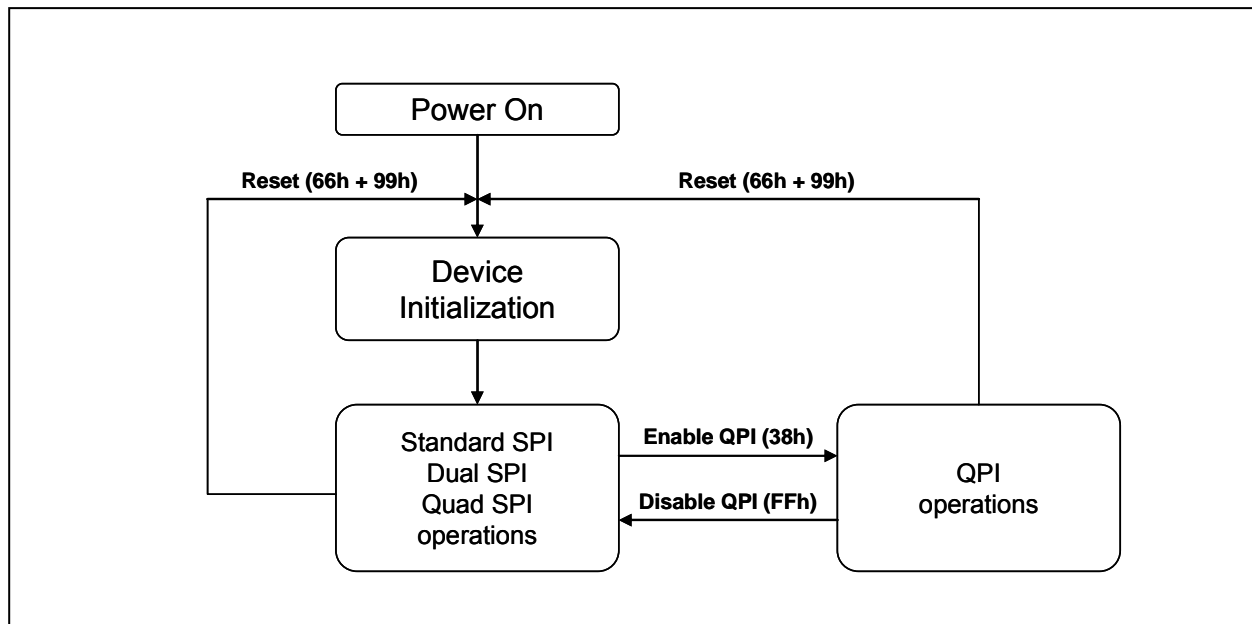 Power On
Reset (66h + 99h)
Reset (66h + 99h)
Device
Initialization
Standard SPI
Dual SPI
Quad SPI
operations
Enable QPI (38h)
Disable QPI (FFh)
QPI
operations